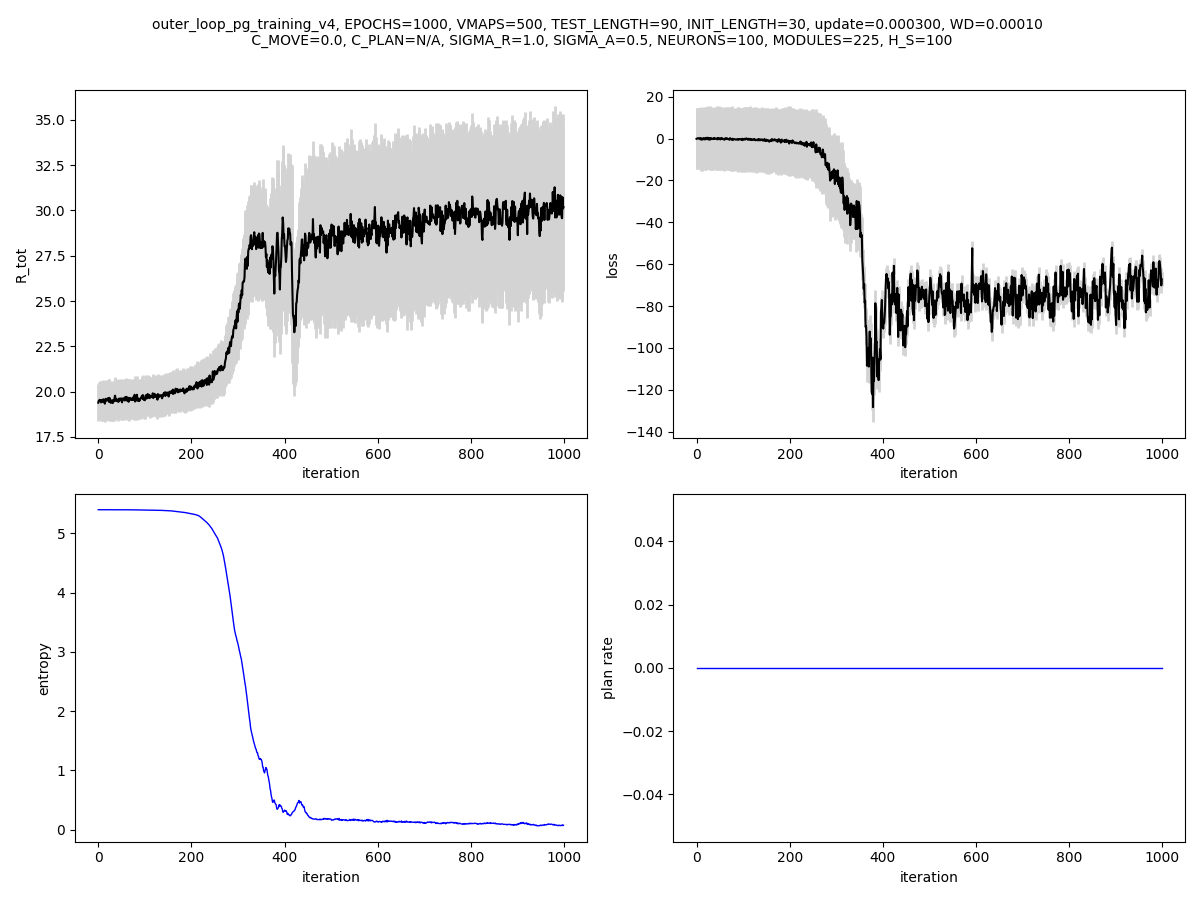 outer_loop_pg_training_v4, EPOCHS=1000, VMAPS=500, TEST_LENGTH=90, INIT_LENGTH=30, update=0.000300, WD=0.00010
C_MOVE=0.0, C_PLAN=N/A, SIGMA_R=1.0, SIGMA_A=0.5, NEURONS=100, MODULES=225, H_S=100
R_tot
35.0
32.5
30.0
27.5
25.0
22.5
20.0
17.5
0 200 400 600 800 1000
iteration
loss
20
0
−20
−40
−60
−80
−100
−120
−140
0 200 400 600 800 1000
iteration
entropy
5
4
3
2
1
0
0 200 400 600 800 1000
iteration
plan rate
0.04
0.02
0.00
−0.02
−0.04
0 200 400 600 800 1000
iteration